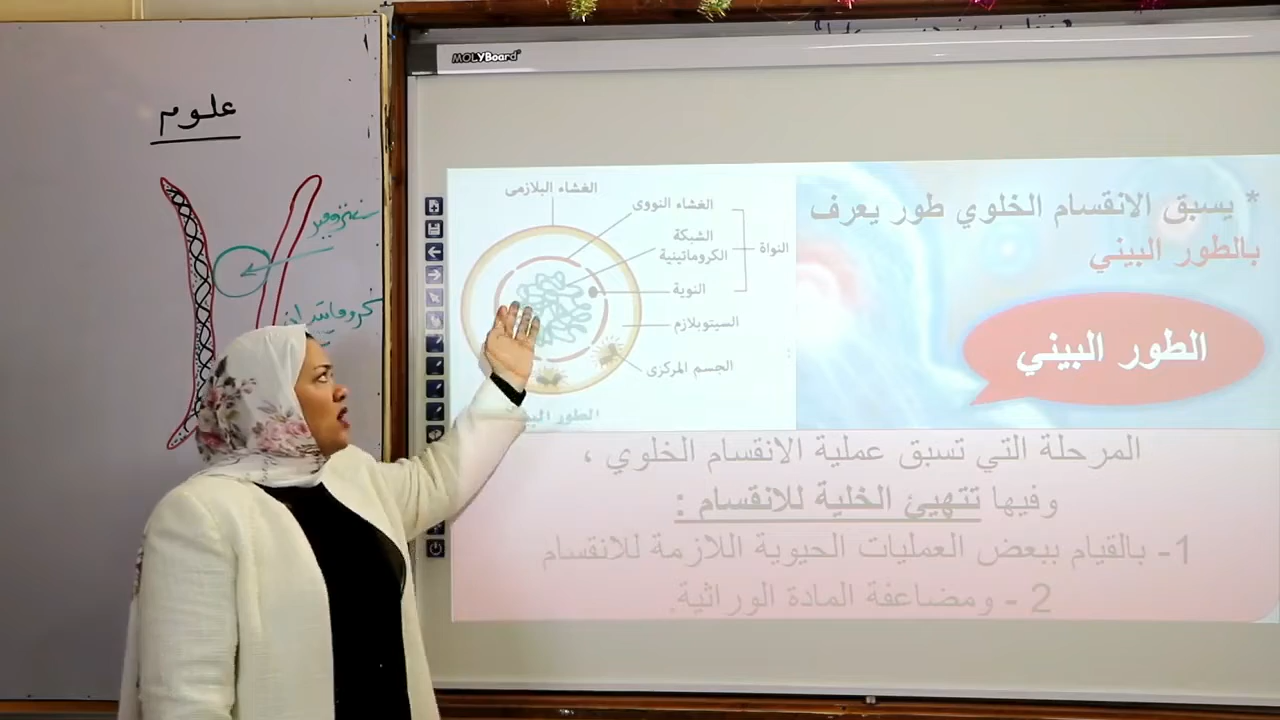 علوم
سنترومير
MOLYBoard
* يسبق الانقسام الخلوي طور يعرف
بالطور البيني
الطور البيني
الغشاء البلازمى
الغشاء النووى
الشبكة
الكروماتينية
النواة
النوية
السيتوبلازم
الجسم المركزى
المرحلة التي تسبق عملية الانقسام الخلوي ،
وفيها تتهيئ الخلية للانقسام :
1- بالقيام ببعض العمليات الحيوية اللازمة للانقسام
2 - ومضاعفة المادة الوراثية.